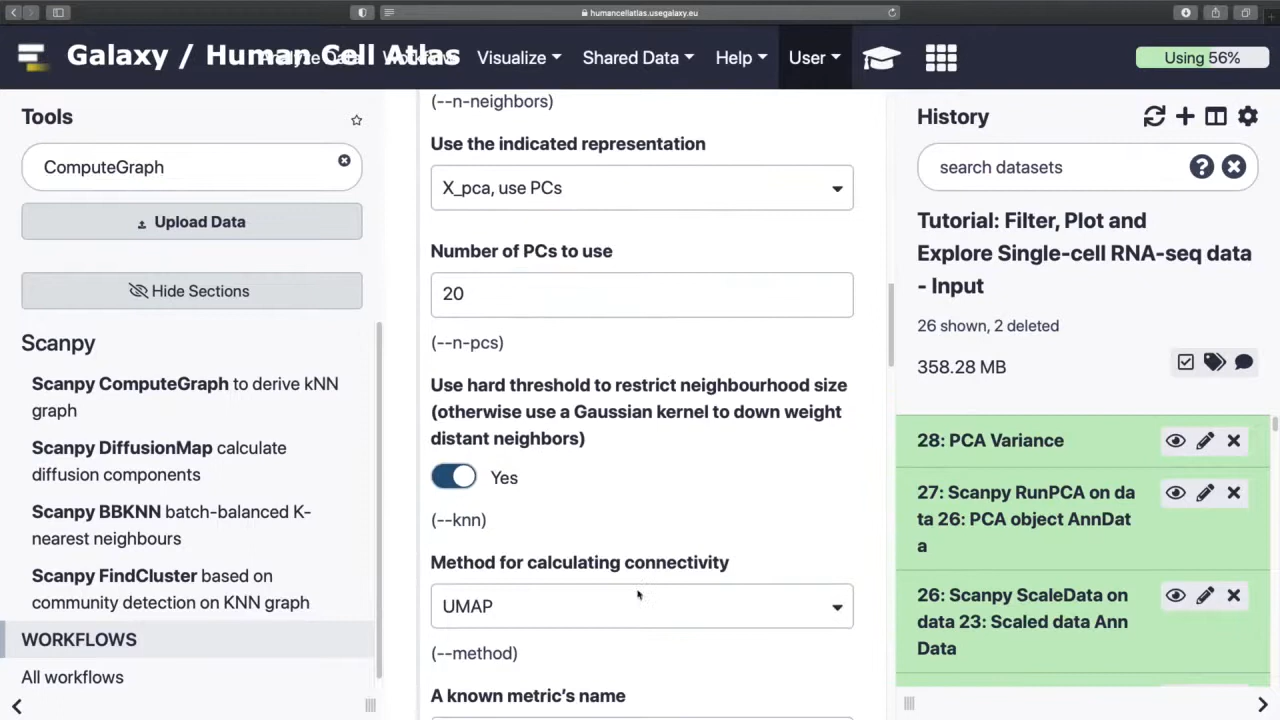 humancellatlas.usegalaxy.eu
Galaxy / Human Cell Atlas
Analyze Data
Workflow
Visualize
Shared Data
Help
User
Using 56%
Tools
ComputeGraph
Upload Data
Hide Sections
Scanpy
Scanpy ComputeGraph to derive kNN
graph
Scanpy DiffusionMap calculate
diffusion components
Scanpy BBKNN batch-balanced K-
nearest neighbours
Scanpy FindCluster based on
community detection on KNN graph
WORKFLOWS
All workflows
(--n-neighbors)
Use the indicated representation
X_pca, use PCs
Number of PCs to use
20
(--n-pcs)
Use hard threshold to restrict neighbourhood size
(otherwise use a Gaussian kernel to down weight
distant neighbors)
Yes
(--knn)
Method for calculating connectivity
UMAP
(--method)
A known metric's name
History
search datasets
Tutorial: Filter, Plot and
Explore Single-cell RNA-seq data
- Input
26 shown, 2 deleted
358.28 MB
28: PCA Variance
27: Scanpy RunPCA on da
ta 26: PCA object AnnDat
a
26: Scanpy ScaleData on
data 23: Scaled data Ann
Data